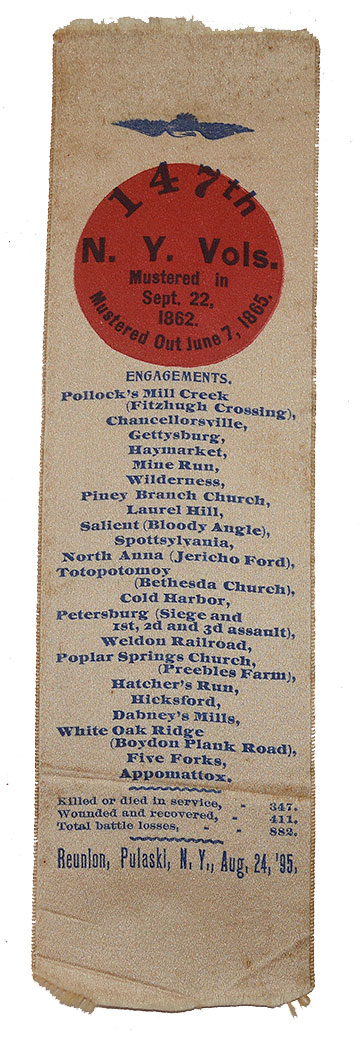 147th
N. Y. Vols.
Mustered in
Sept. 22,
1862.
Mustered Out June 7, 1865.
ENGAGEMENTS.
Pollock's Mill Creek
(Fitzhugh Crossing),
Chancellorsville,
Gettysburg,
Haymarket,
Mine Run,
Wilderness,
Piney Branch Church,
Laurel Hill,
Salient (Bloody Angle),
Spottsylvania,
North Anna (Jericho Ford),
Totopotomoy
(Bethesda Church),
Cold Harbor,
Petersburg (Siege and
1st, 2d and 3d assault),
Weldon Railroad,
Poplar Springs Church,
(Preebles Farm),
Hatcher's Run,
Hicksford,
Dabney's Mills,
White Oak Ridge
(Boydon Plank Road),
Five Forks,
Appomattox.
Killed or died in service, " 347.
Wounded and recovered, " 411.
Total battle losses, " " 882.
Reunion, Pulaski, N. Y., Aug. 24, '95.